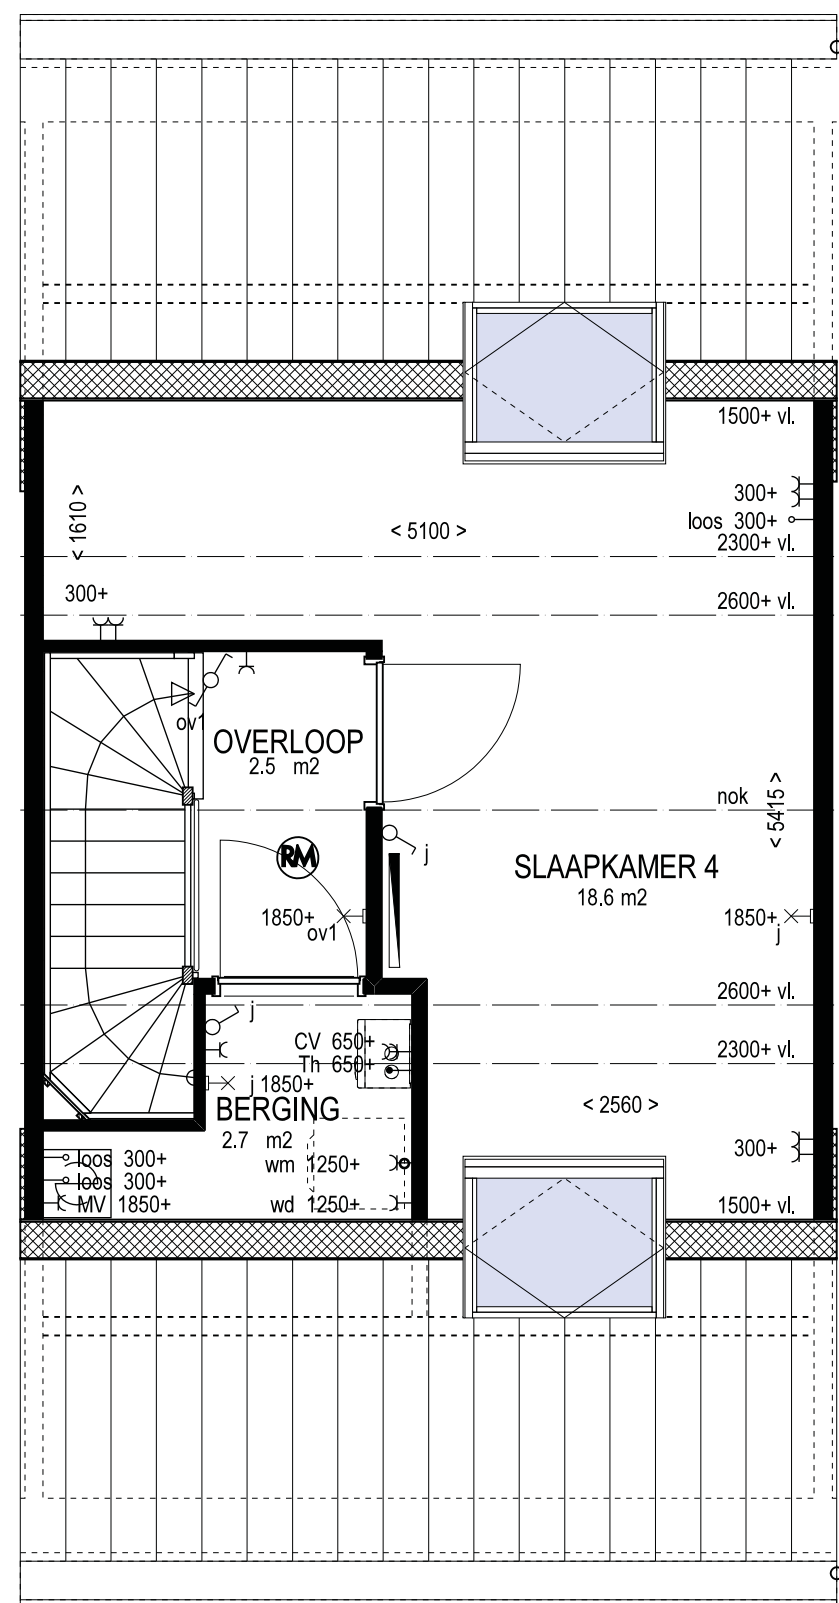 1500+ vl.
300+
loos 300+
2300+ vl.
< 1610 >
< 5100 >
300+
2600+ vl.
ov1
OVERLOOP
2.5 m2
nok
< 5415 >
j
RM
SLAAPKAMER 4
18.6 m2
1850+
ov1
1850+
j
2600+ vl.
j
CV 650+
Th 650+
2300+ vl.
j 1850+
BERGING
2.7 m2
< 2560 >
loos 300+
loos 300+
MV 1850+
wm 1250+
wd 1250+
300+
1500+ vl.